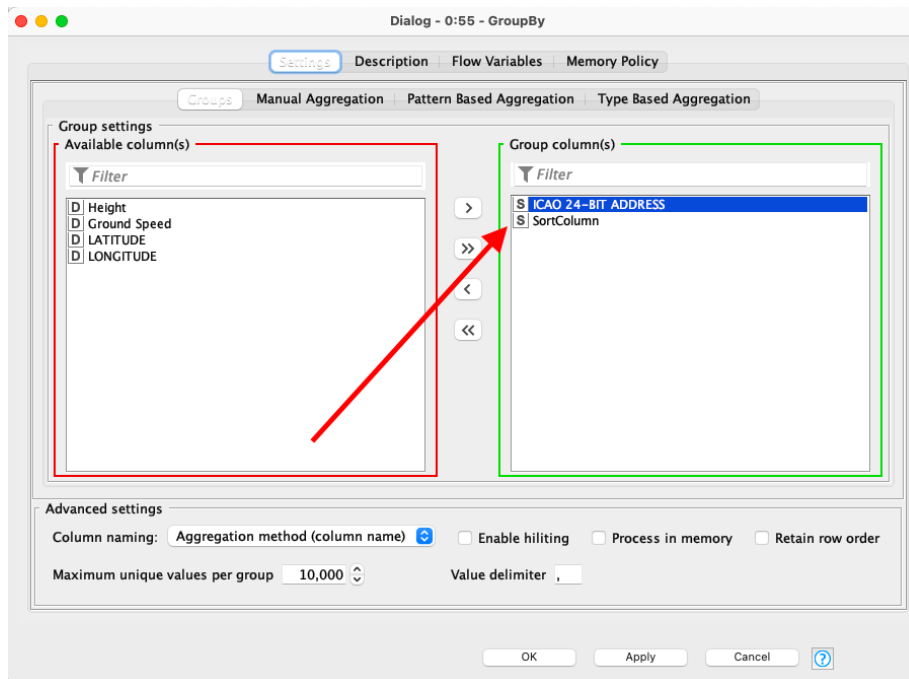 Dialog - 0:55 - GroupBy
Settings Description Flow Variables Memory Policy
Groups Manual Aggregation Pattern Based Aggregation Type Based Aggregation
Group settings
Available column(s)
Filter
D Height
D Ground Speed
D LATITUDE
D LONGITUDE
>
>>
<
<<
Group column(s)
Filter
S ICAO 24-BIT ADDRESS
S SortColumn
Advanced settings
Column naming: Aggregation method (column name) Enable hiliting Process in memory Retain row order
Maximum unique values per group 10,000 Value delimiter ,
OK Apply Cancel ?